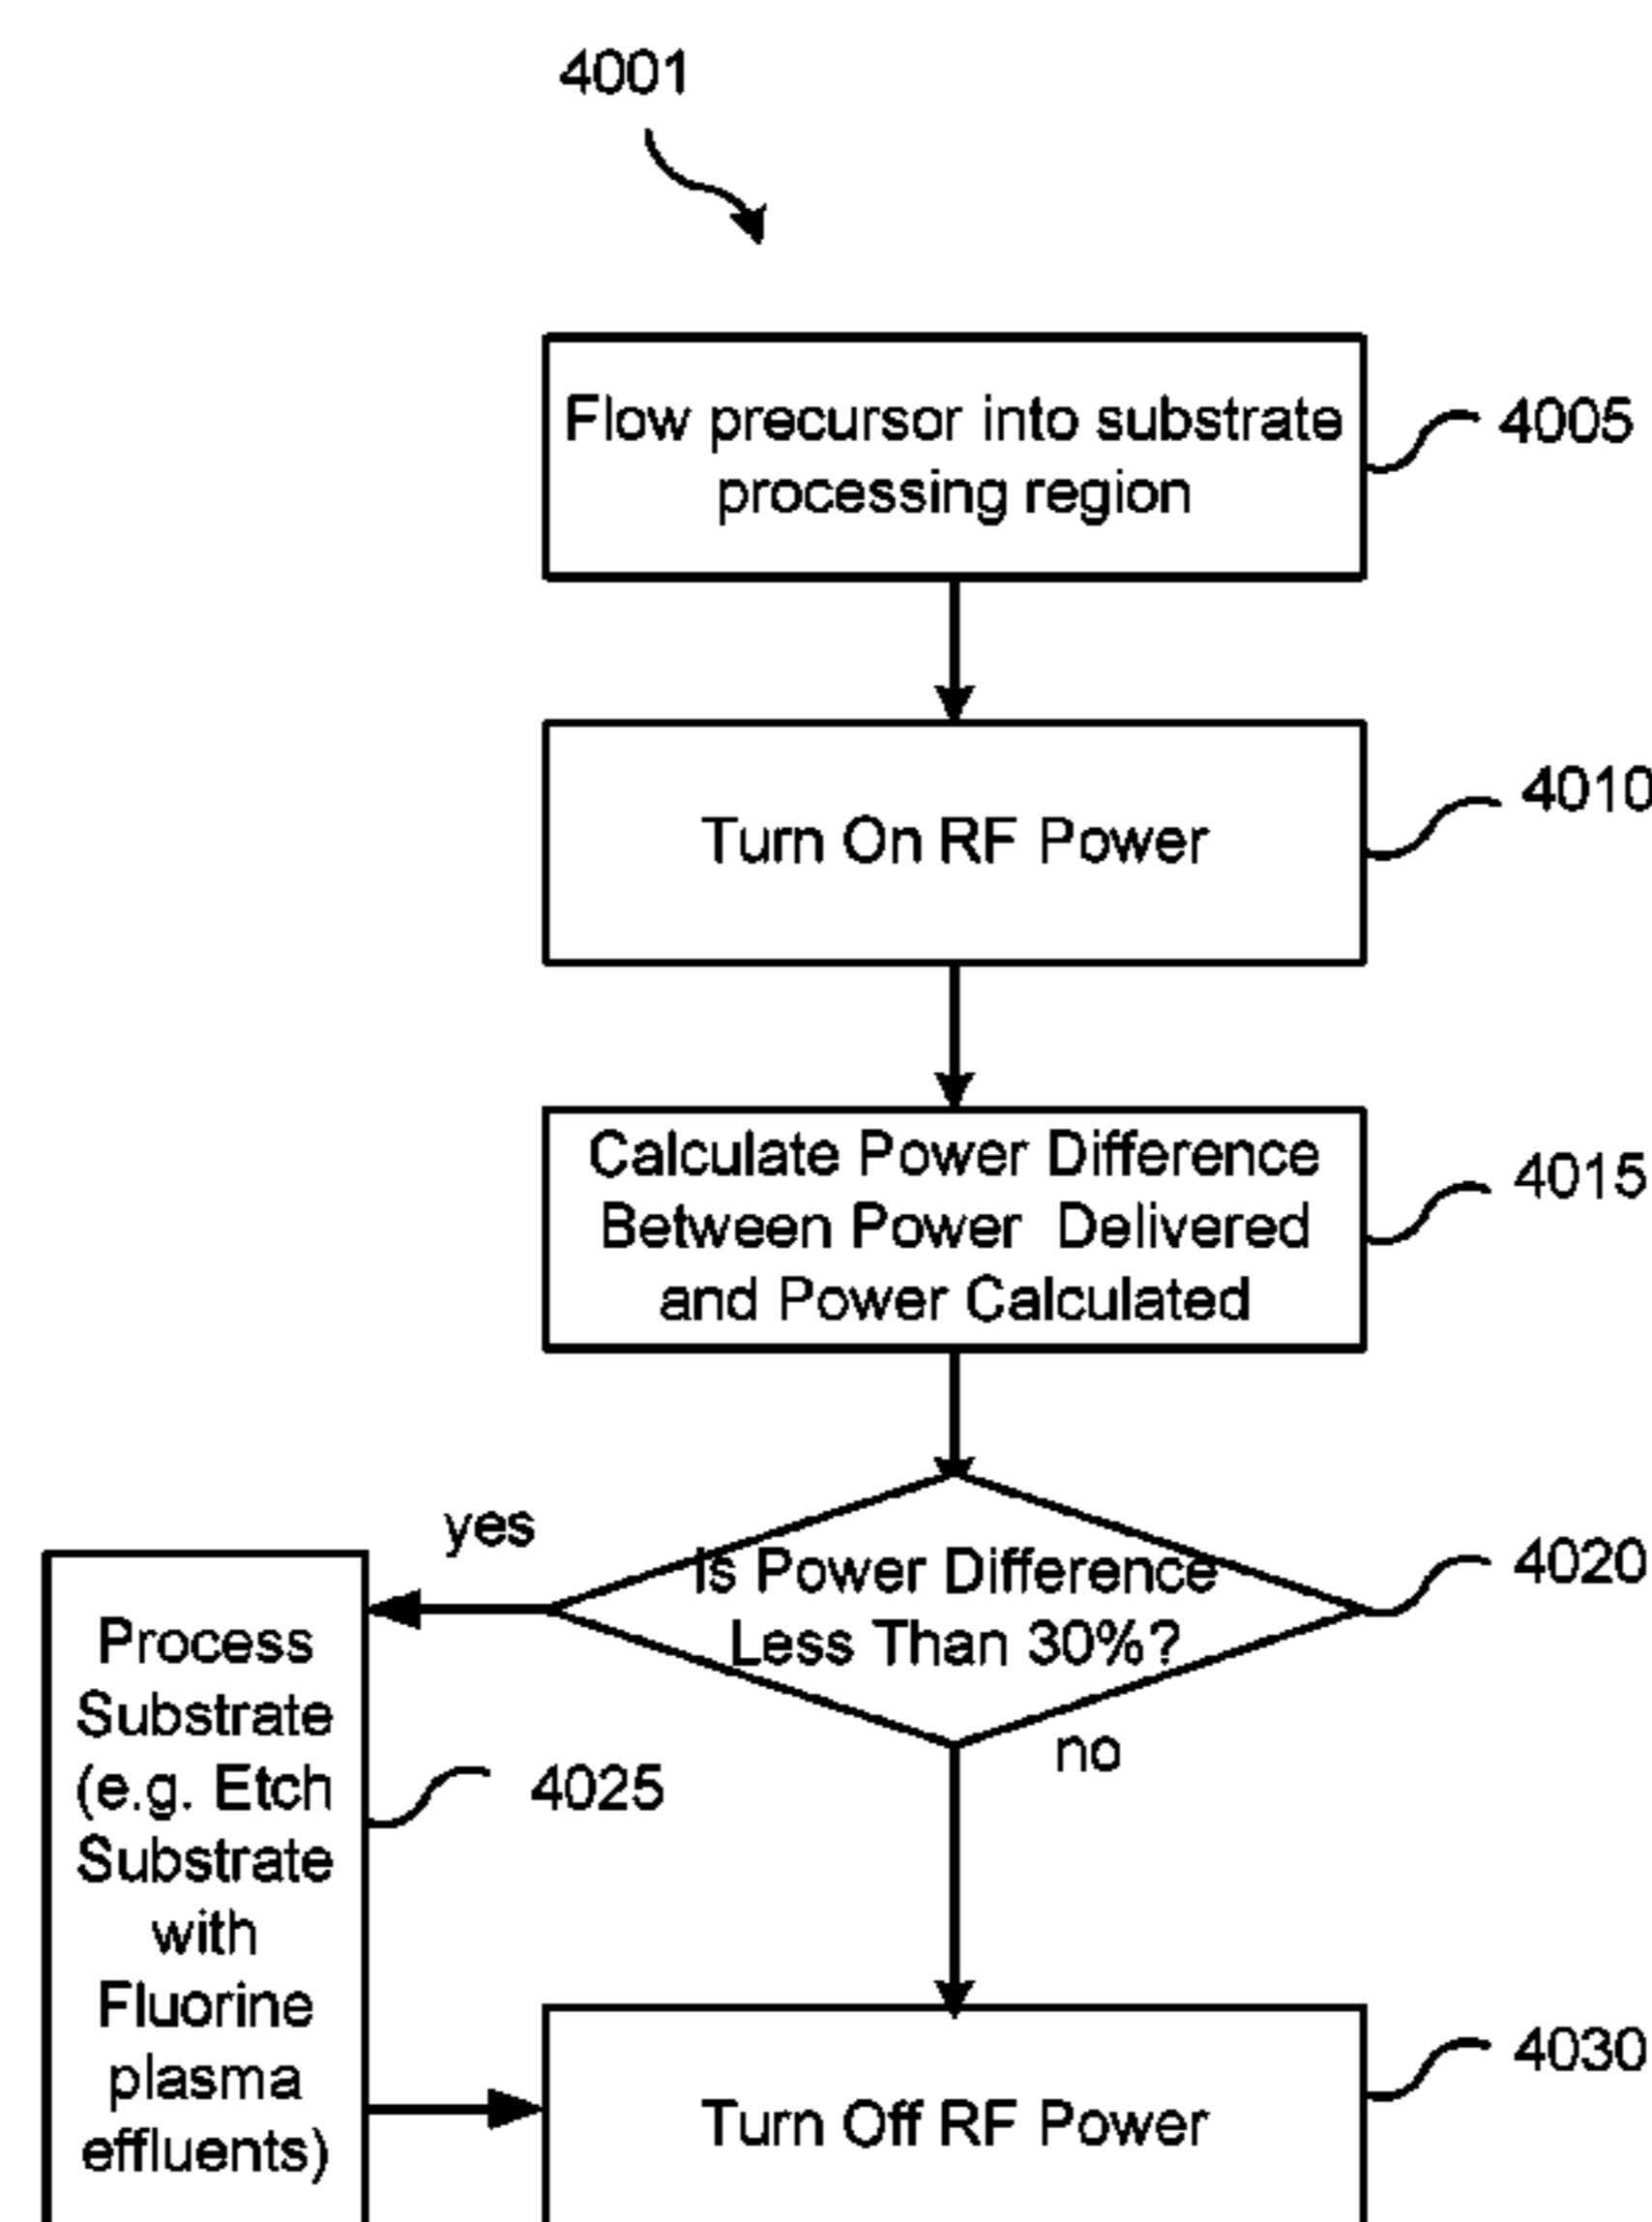 4001
Flow precursor into substrate
processing region
4005
Turn On RF Power
4010
Calculate Power Difference
Between Power Delivered
and Power Calculated
4015
yes
Is Power Difference
Less Than 30%?
4020
no
Process
Substrate
(e.g. Etch
Substrate
with
Fluorine
plasma
effluents)
4025
Turn Off RF Power
4030